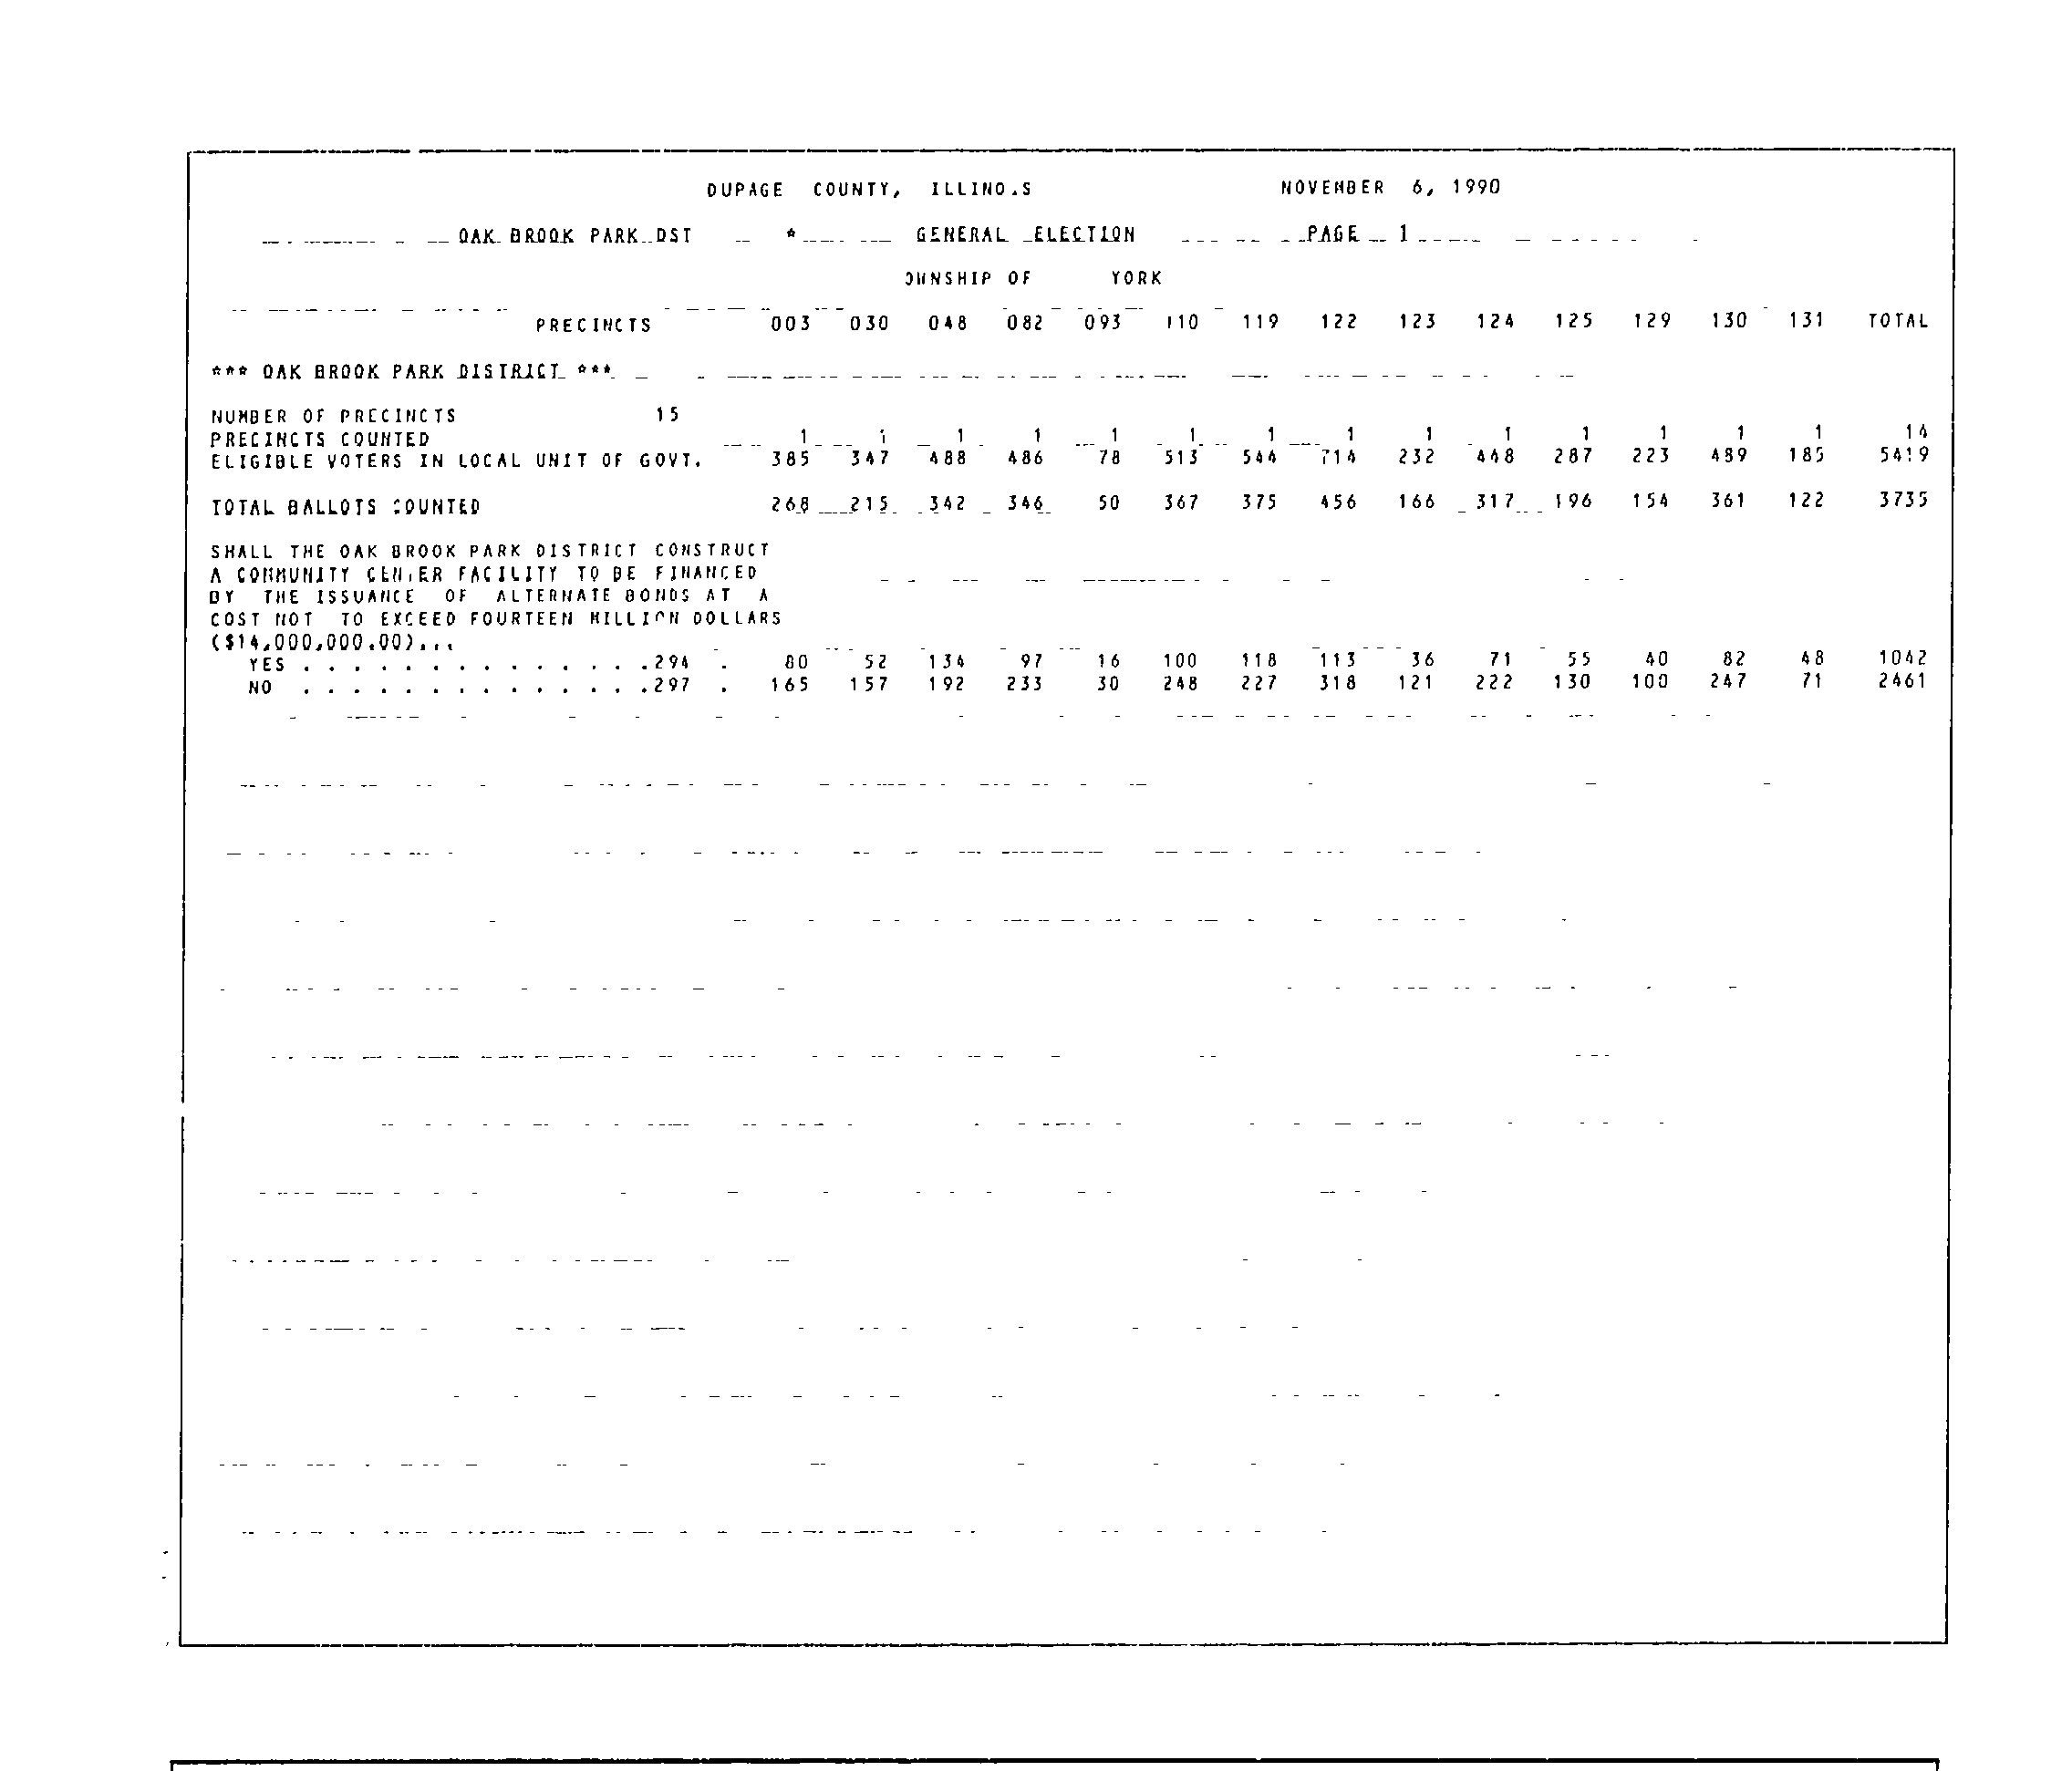 DUPAGE COUNTY, ILLINO.S NOVEMBER 6, 1990
OAK BROOK PARK DST * GENERAL ELECTION PAGE 1
OWNSHIP OF YORK
PRECINCTS 003 030 048 082 093 110 119 122 123 124 125 129 130 131 TOTAL
*** OAK BROOK PARK DISTRICT ***
NUMBER OF PRECINCTS 15
PRECINCTS COUNTED 1 1 1 1 1 1 1 1 1 1 1 1 1 1 14
ELIGIBLE VOTERS IN LOCAL UNIT OF GOVT. 385 347 488 486 78 513 544 714 232 448 287 223 489 185 5419
TOTAL BALLOTS COUNTED 268 215 342 346 50 367 375 456 166 317 196 154 361 122 3735
SHALL THE OAK BROOK PARK DISTRICT CONSTRUCT
A COMMUNITY CENTER FACILITY TO BE FINANCED
BY THE ISSUANCE OF ALTERNATE BONDS AT A
COST NOT TO EXCEED FOURTEEN MILLION DOLLARS
($14,000,000.00)...
YES . . . . . . . . . . . . . . .294 . 80 52 134 97 16 100 118 113 36 71 55 40 82 48 1042
NO . . . . . . . . . . . . . . .297 . 165 157 192 233 30 248 227 318 121 222 130 100 247 71 2461